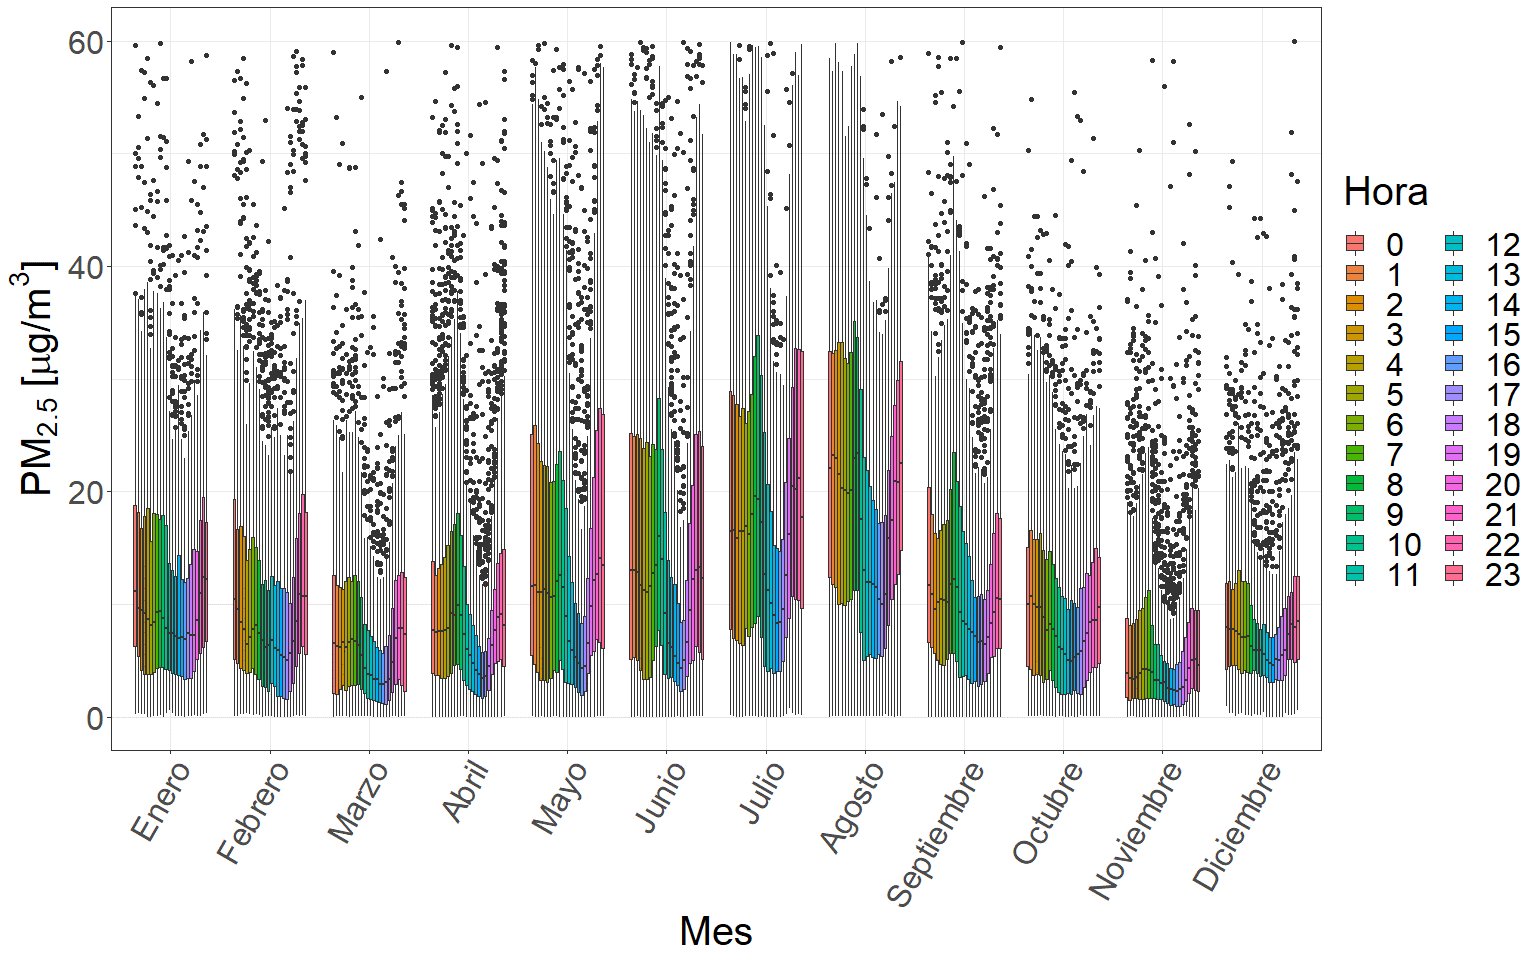 60
40
20
0
PM2.5 [µg/m³]
Enero
Febrero
Marzo
Abril
Mayo
Junio
Julio
Agosto
Septiembre
Octubre
Noviembre
Diciembre
Mes
Hora
0 12
1 13
2 14
3 15
4 16
5 17
6 18
7 19
8 20
9 21
10 22
11 23